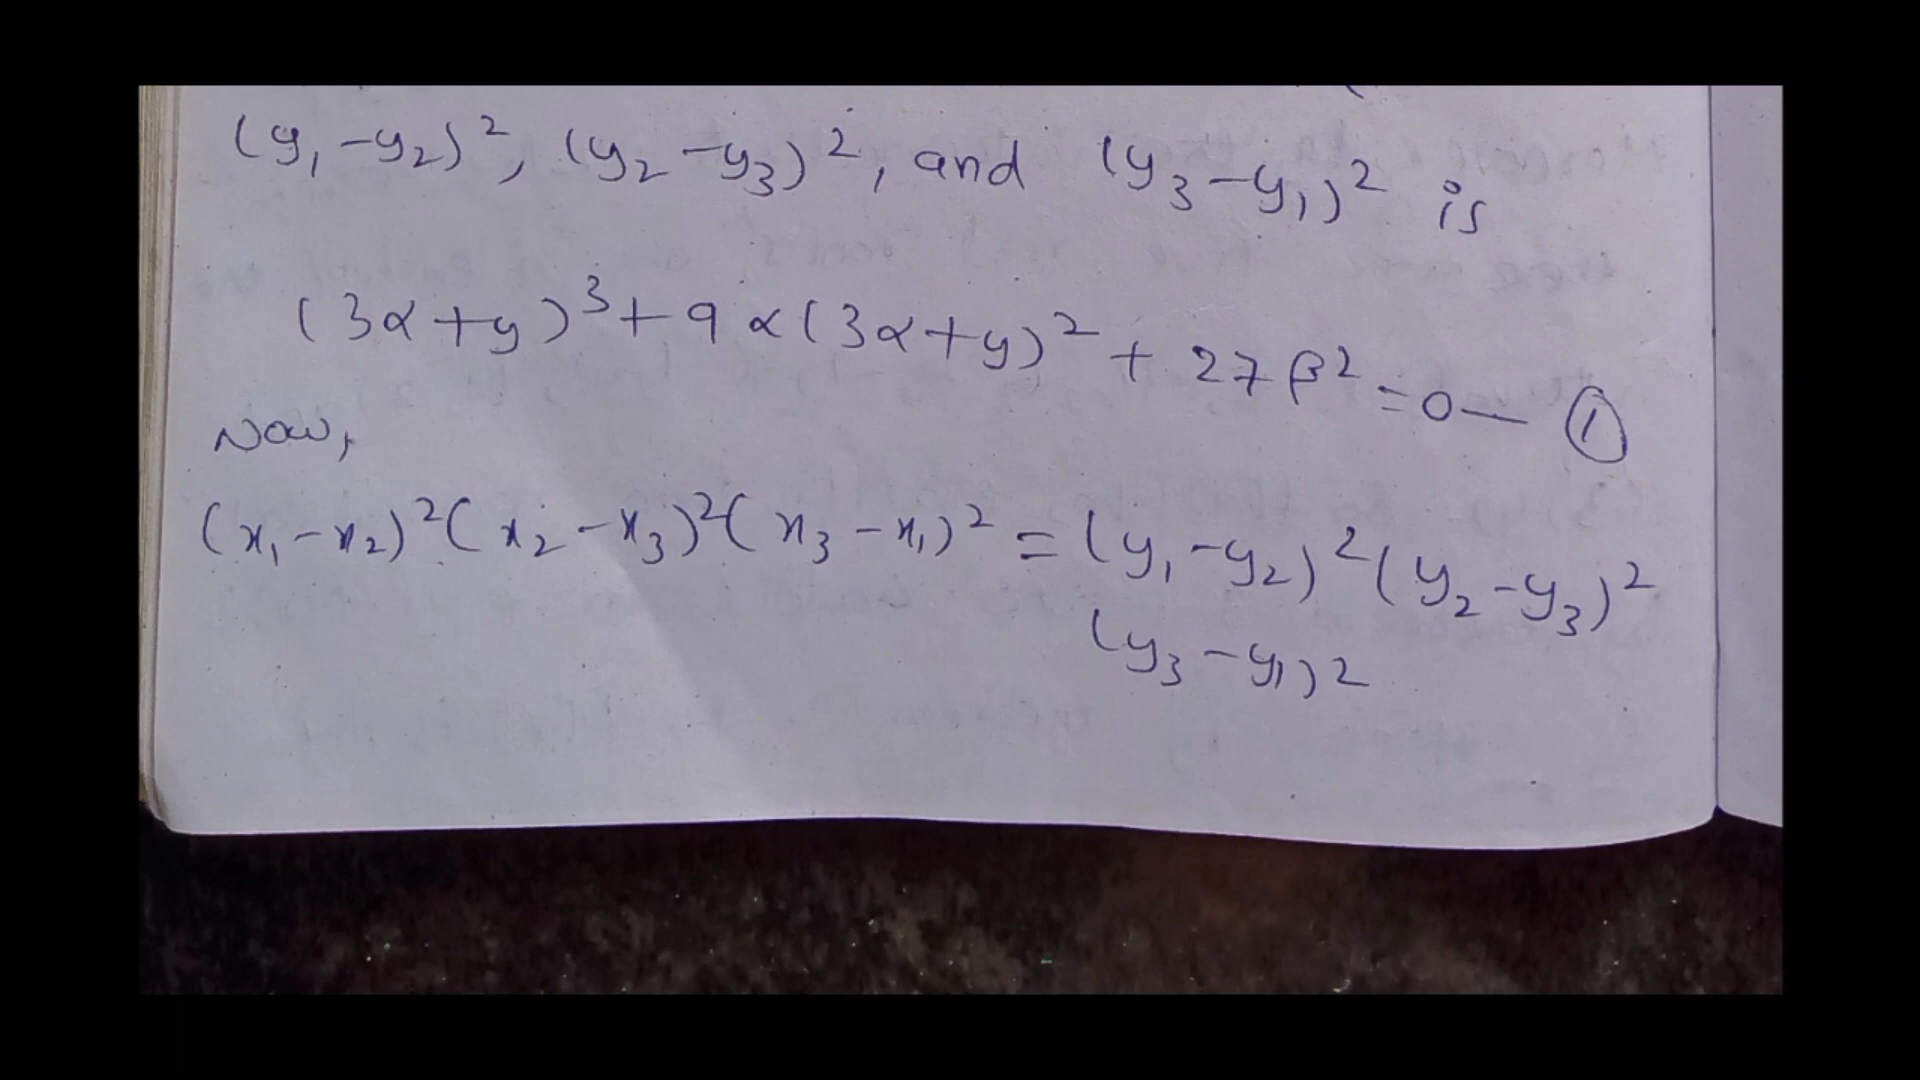 (y₁-y₂)², (y₂-y₃)², and (y₃-y₁)² is
(3α+y)³+9α(3α+y)²+27β²=0— ①
Now,
(x₁-x₂)²(x₂-x₃)²(x₃-x₁)²=(y₁-y₂)²(y₂-y₃)²
(y₃-y₁)²